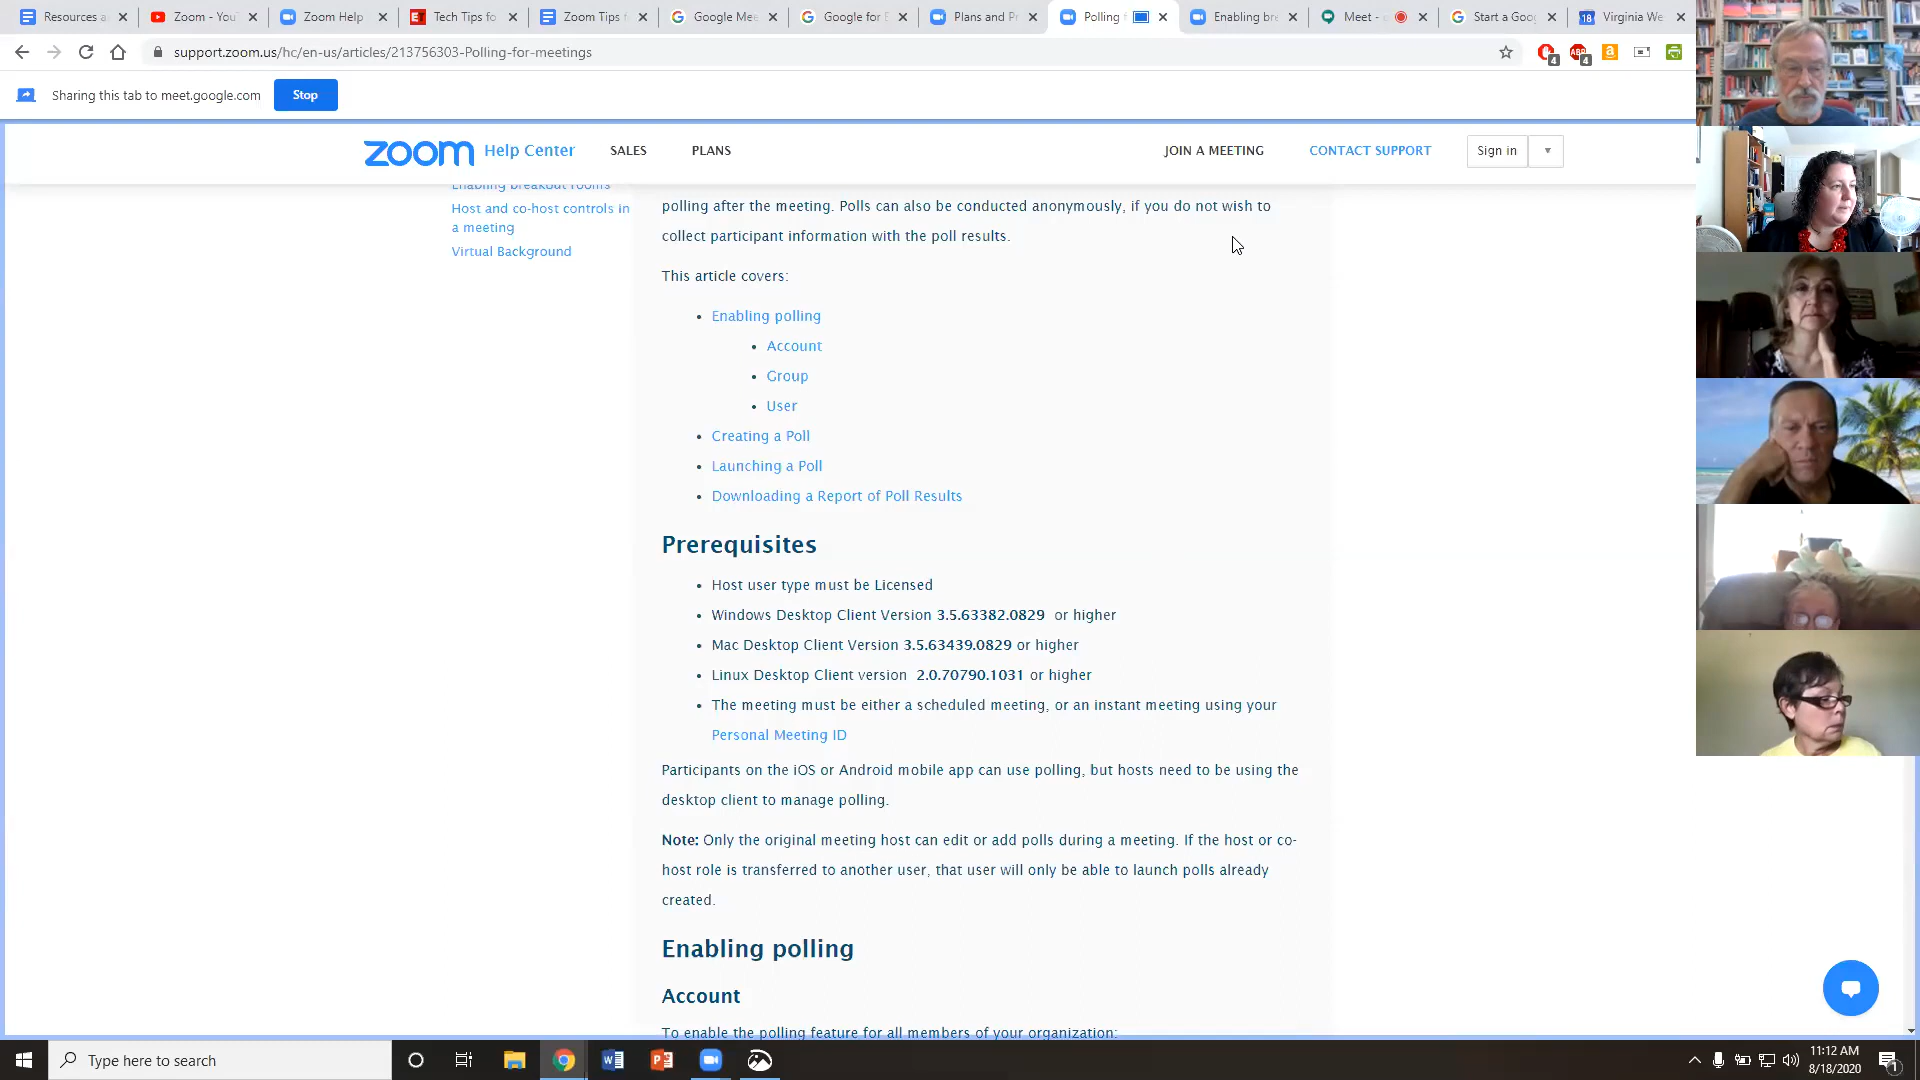 Resources a
Zoom - You
Zoom Help
Tech Tips fo
Zoom Tips f
Google Mee
Google for E
Plans and Pr
Polling f
Enabling bre
Meet -
Start a Goog
18
Virginia We
support.zoom.us/hc/en-us/articles/213756303-Polling-for-meetings
4
ABP
4
Sharing this tab to meet.google.com
Stop
zoom Help Center
SALES
PLANS
JOIN A MEETING
CONTACT SUPPORT
Sign in
Enabling breakout rooms
Host and co-host controls in
a meeting
Virtual Background
polling after the meeting. Polls can also be conducted anonymously, if you do not wish to
collect participant information with the poll results.
This article covers:
Enabling polling
Account
Group
User
Creating a Poll
Launching a Poll
Downloading a Report of Poll Results
Prerequisites
Host user type must be Licensed
Windows Desktop Client Version 3.5.63382.0829 or higher
Mac Desktop Client Version 3.5.63439.0829 or higher
Linux Desktop Client version 2.0.70790.1031 or higher
The meeting must be either a scheduled meeting, or an instant meeting using your
Personal Meeting ID
Participants on the iOS or Android mobile app can use polling, but hosts need to be using the
desktop client to manage polling.
Note: Only the original meeting host can edit or add polls during a meeting. If the host or co-
host role is transferred to another user, that user will only be able to launch polls already
created.
Enabling polling
Account
To enable the polling feature for all members of your organization:
Type here to search
11:12 AM
8/18/2020
1